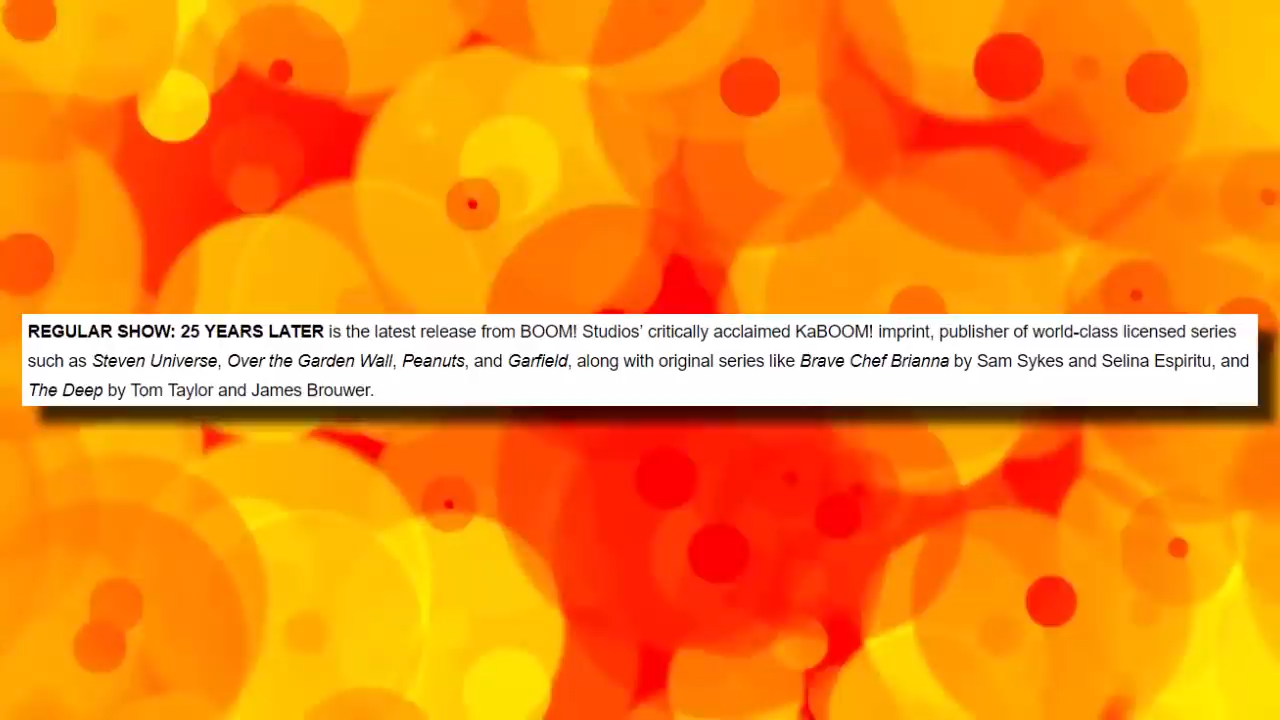 REGULAR SHOW: 25 YEARS LATER is the latest release from BOOM! Studios’ critically acclaimed KaBOOM! imprint, publisher of world-class licensed series
such as Steven Universe, Over the Garden Wall, Peanuts, and Garfield, along with original series like Brave Chef Brianna by Sam Sykes and Selina Espiritu, and
The Deep by Tom Taylor and James Brouwer.